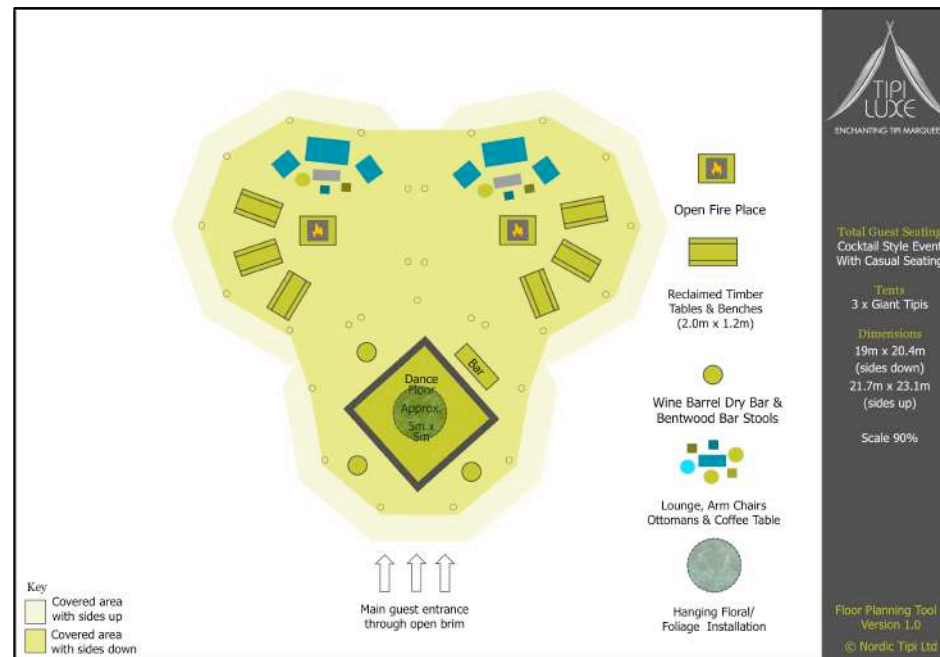 TIPI
LUXE
ENCHANTING TIPI MARQUEE
Open Fire Place
Total Guest Seating
Cocktail Style Event
With Casual Seating
Reclaimed Timber
Tables & Benches
(2.0m x 1.2m)
Tents
3 x Giant Tipis
Dimensions
19m x 20.4m
(sides down)
21.7m x 23.1m
(sides up)
Scale 90%
Bar
Dance
Floor
Approx.
5m x
5m
Wine Barrel Dry Bar &
Bentwood Bar Stools
Lounge, Arm Chairs
Ottomans & Coffee Table
Key
Covered area
with sides up
Covered area
with sides down
Main guest entrance
through open brim
Hanging Floral/
Foliage Installation
Floor Planning Tool
Version 1.0
© Nordic Tipi Ltd